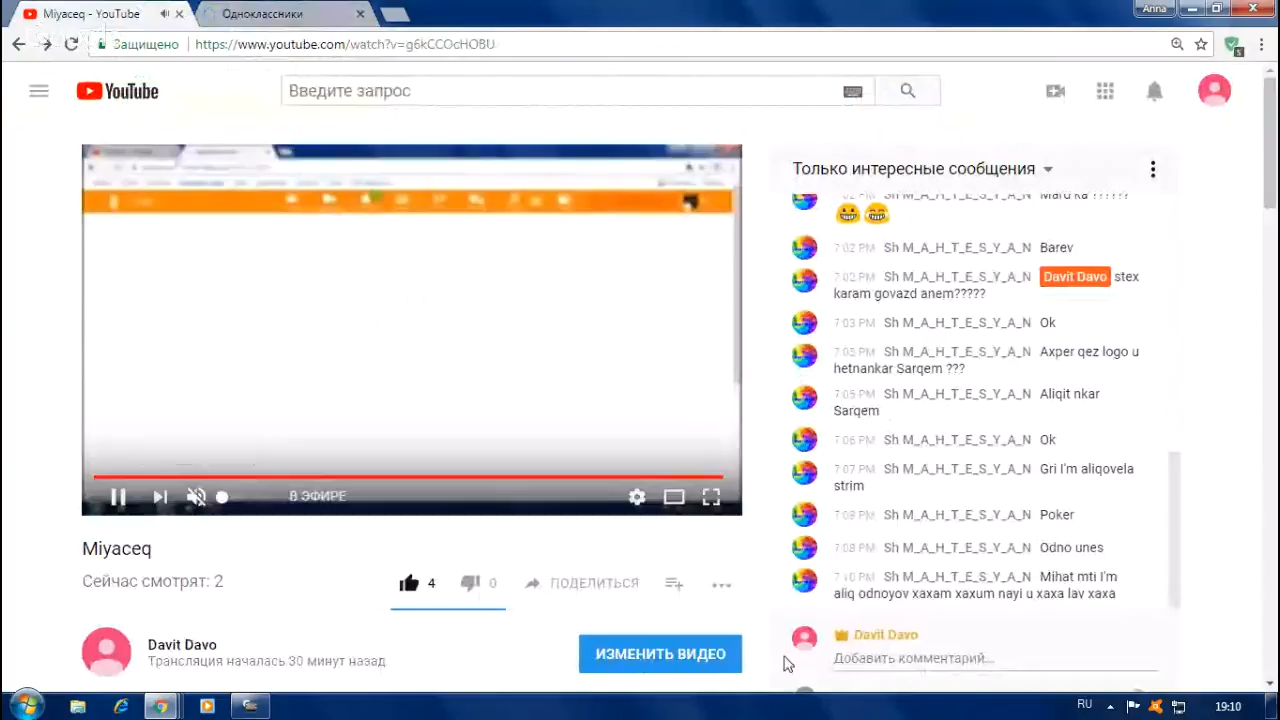 Miyaceq - YouTube
Одноклассники
Anna
Защищено
https://www.youtube.com/watch?v=g6kCCOcHOBU
YouTube
Введите запрос
Только интересные сообщения
Mard ka ??????
7:02 PM Sh M_A_H_T_E_S_Y_A_N Barev
7:02 PM Sh M_A_H_T_E_S_Y_A_N Davit Davo stex
karam govazd anem?????
7:03 PM Sh M_A_H_T_E_S_Y_A_N Ok
7:05 PM Sh M_A_H_T_E_S_Y_A_N Axper qez logo u
hetnankar Sarqem ???
7:05 PM Sh M_A_H_T_E_S_Y_A_N Aliqit nkar
Sarqem
7:06 PM Sh M_A_H_T_E_S_Y_A_N Ok
7:07 PM Sh M_A_H_T_E_S_Y_A_N Gri I'm aliqovela
strim
7:08 PM Sh M_A_H_T_E_S_Y_A_N Poker
7:08 PM Sh M_A_H_T_E_S_Y_A_N Odno unes
7:10 PM Sh M_A_H_T_E_S_Y_A_N Mihat mti I'm
aliq odnoyov xaxam xaxum nayi u xaxa lav xaxa
Davit Davo
Добавить комментарий...
В ЭФИРЕ
Miyaceq
Сейчас смотрят: 2
4
0
ПОДЕЛИТЬСЯ
Davit Davo
Трансляция началась 30 минут назад
ИЗМЕНИТЬ ВИДЕО
RU
19:10